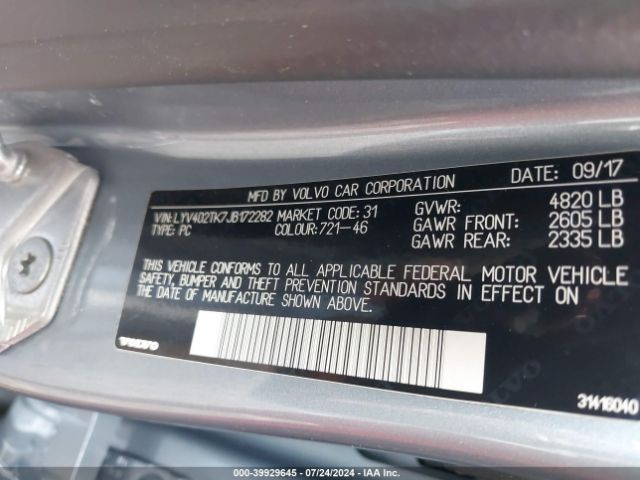 MFD BY VOLVO CAR CORPORATION DATE: 09/17
VIN: LYV402TK7JB172282 MARKET CODE: 31 GVWR: 4820 LB
TYPE: PC COLOUR: 721-46 GAWR FRONT: 2605 LB
GAWR REAR: 2335 LB
THIS VEHICLE CONFORMS TO ALL APPLICABLE FEDERAL MOTOR VEHICLE
SAFETY, BUMPER AND THEFT PREVENTION STANDARDS IN EFFECT ON
THE DATE OF MANUFACTURE SHOWN ABOVE.
VOLVO
31416040
000-39929645 - 07/24/2024 - IAA Inc.